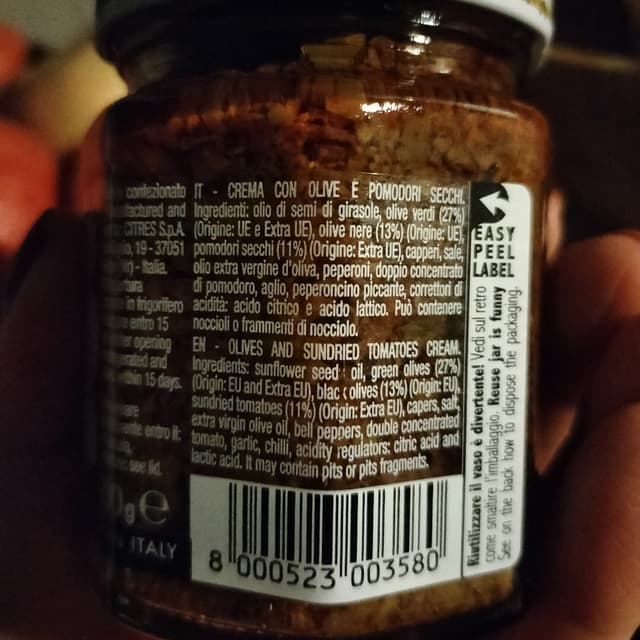 confezionato
and
CITRES S.p.A.
19 - 37051
- Italia.
in frigorifero
entro 15
opening
and
15 days.
entro il:
see lid.
g e
ITALY
IT - CREMA CON OLIVE E POMODORI SECCHI.
Ingredienti: olio di semi di girasole, olive verdi (27%)
(Origine: UE e Extra UE), olive nere (13%) (Origine: UE),
pomodori secchi (11%) (Origine: Extra UE), capperi, sale,
olio extra vergine d'oliva, peperoni, doppio concentrato
di pomodoro, aglio, peperoncino piccante, correttori di
acidità: acido citrico e acido lattico. Può contenere
noccioli o frammenti di nocciolo.
EN - OLIVES AND SUNDRIED TOMATOES CREAM.
Ingredients: sunflower seed oil, green olives (27%)
(Origin: EU and Extra EU), black olives (13%) (Origin: EU),
sundried tomatoes (11%) (Origin: Extra EU), capers, salt,
extra virgin olive oil, bell peppers, double concentrated
tomato, garlic, chilli, acidity regulators: citric acid and
lactic acid. It may contain pits or pits fragments.
8 000523 003580
EASY
PEEL
LABEL
Riutilizzare il vaso è divertente! Vedi sul retro
come smaltire l'imballaggio. Reuse jar is funny
See on the back how to dispose the packaging.